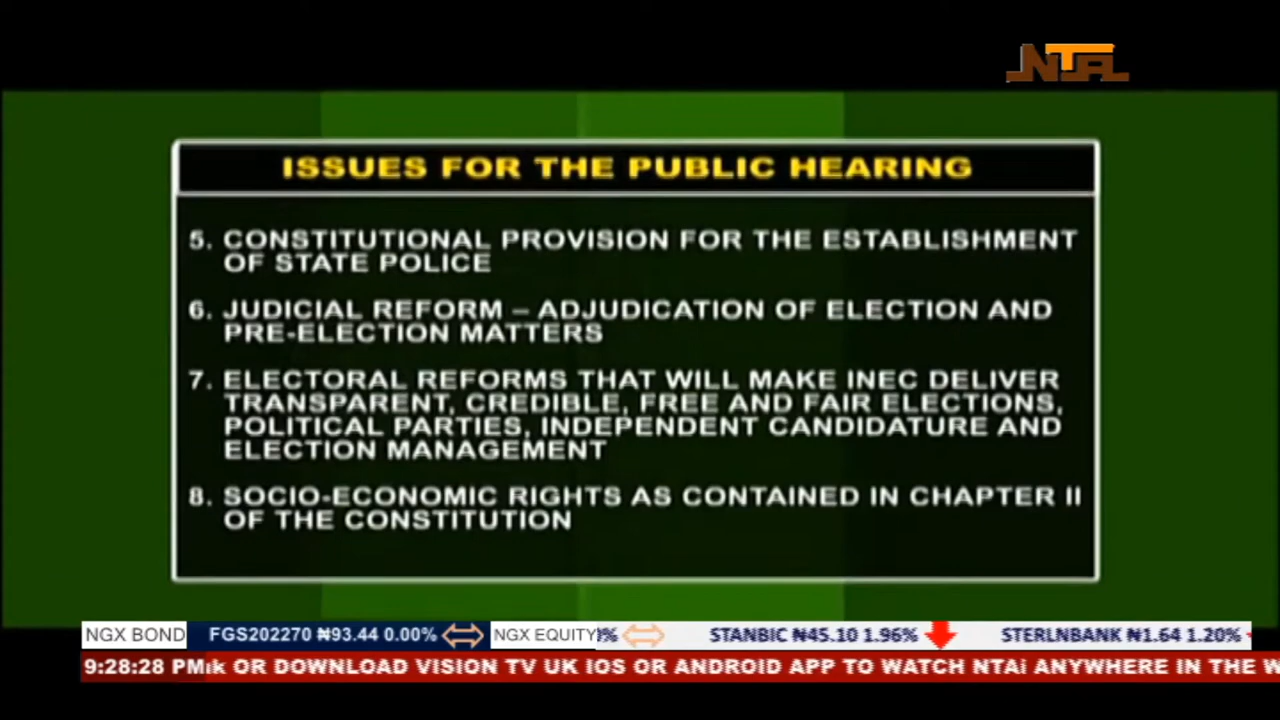 NTA
ISSUES FOR THE PUBLIC HEARING
5. CONSTITUTIONAL PROVISION FOR THE ESTABLISHMENT
OF STATE POLICE
6. JUDICIAL REFORM – ADJUDICATION OF ELECTION AND
PRE-ELECTION MATTERS
7. ELECTORAL REFORMS THAT WILL MAKE INEC DELIVER
TRANSPARENT, CREDIBLE, FREE AND FAIR ELECTIONS,
POLITICAL PARTIES, INDEPENDENT CANDIDATURE AND
ELECTION MANAGEMENT
8. SOCIO-ECONOMIC RIGHTS AS CONTAINED IN CHAPTER II
OF THE CONSTITUTION
NGX BOND FGS202270 ₦93.44 0.00% NGX EQUITY % STANBIC ₦45.10 1.96% STERLNBANK ₦1.64 1.20%
9:28:28 PM k OR DOWNLOAD VISION TV UK IOS OR ANDROID APP TO WATCH NTAi ANYWHERE IN THE W